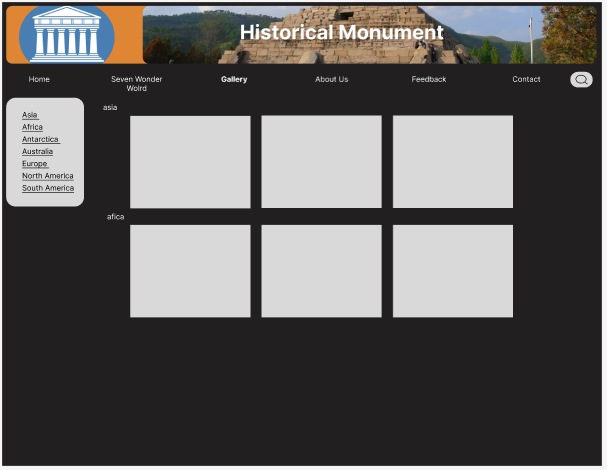 Historical Monument
Home
Seven Wonder
Wolrd
Gallery
About Us
Feedback
Contact
Asia
Africa
Antarctica
Australia
Europe
North America
South America
asia
afica